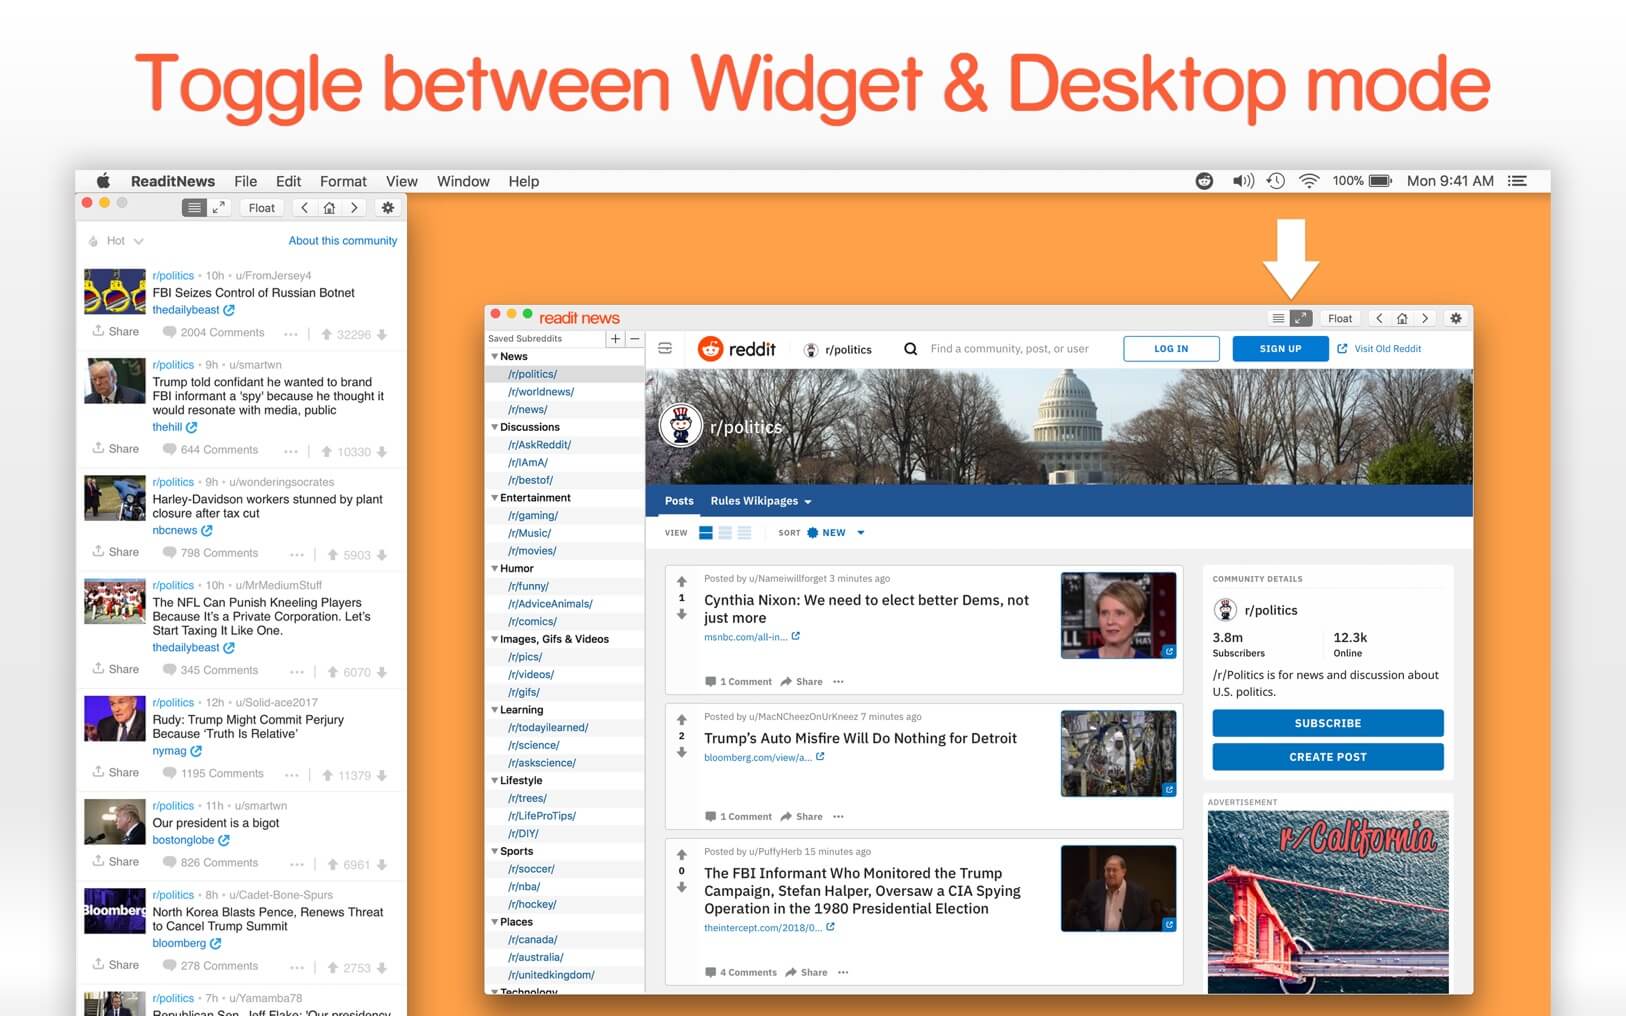 Toggle between Widget & Desktop mode
ReaditNews File Edit Format View Window Help
100% Mon 9:41 AM
Float
Hot
About this community
r/politics • 10h • u/FromJersey4
FBI Seizes Control of Russian Botnet
thedailybeast
Share 2004 Comments ... | 32296
r/politics • 9h • u/smartwn
Trump told confidant he wanted to brand
FBI informant a 'spy' because he thought it
would resonate with media, public
thehill
Share 644 Comments ... | 10330
r/politics • 9h • u/wonderingsocrates
Harley-Davidson workers stunned by plant
closure after tax cut
nbcnews
Share 798 Comments ... | 5903
r/politics • 10h • u/MrMediumStuff
The NFL Can Punish Kneeling Players
Because It's a Private Corporation. Let's
Start Taxing It Like One.
thedailybeast
Share 345 Comments ... | 6070
r/politics • 12h • u/Solid-ace2017
Rudy: Trump Might Commit Perjury
Because 'Truth Is Relative'
nymag
Share 1195 Comments ... | 11379
r/politics • 11h • u/smartwn
Our president is a bigot
bostonglobe
Share 826 Comments ... | 6961
Bloomberg
r/politics • 8h • u/Cadet-Bone-Spurs
North Korea Blasts Pence, Renews Threat
to Cancel Trump Summit
bloomberg
Share 278 Comments ... | 2753
r/politics • 7h • u/Yamamba78
Republican Sen. Jeff Flake: 'Our presidency
readit news
Float
Saved Subreddits + −
News
/r/politics/
/r/worldnews/
/r/news/
Discussions
/r/AskReddit/
/r/IAmA/
/r/bestof/
Entertainment
/r/gaming/
/r/Music/
/r/movies/
Humor
/r/funny/
/r/AdviceAnimals/
/r/comics/
Images, Gifs & Videos
/r/pics/
/r/videos/
/r/gifs/
Learning
/r/todayilearned/
/r/science/
/r/askscience/
Lifestyle
/r/trees/
/r/LifeProTips/
/r/DIY/
Sports
/r/soccer/
/r/nba/
/r/hockey/
Places
/r/canada/
/r/australia/
/r/unitedkingdom/
Technology
reddit r/politics Find a community, post, or user LOG IN SIGN UP Visit Old Reddit
r/politics
Posts Rules Wikipages
VIEW SORT NEW
Posted by u/Nameiwillforget 3 minutes ago
1
Cynthia Nixon: We need to elect better Dems, not
just more
msnbc.com/all-in...
1 Comment Share ...
Posted by u/MacNCheezOnUrKneez 7 minutes ago
2
Trump's Auto Misfire Will Do Nothing for Detroit
bloomberg.com/view/a...
1 Comment Share ...
Posted by u/PuffyHerb 15 minutes ago
0
The FBI Informant Who Monitored the Trump
Campaign, Stefan Halper, Oversaw a CIA Spying
Operation in the 1980 Presidential Election
theintercept.com/2018/0...
4 Comments Share ...
COMMUNITY DETAILS
r/politics
3.8m 12.3k
Subscribers Online
/r/Politics is for news and discussion about
U.S. politics.
SUBSCRIBE
CREATE POST
ADVERTISEMENT
r/California